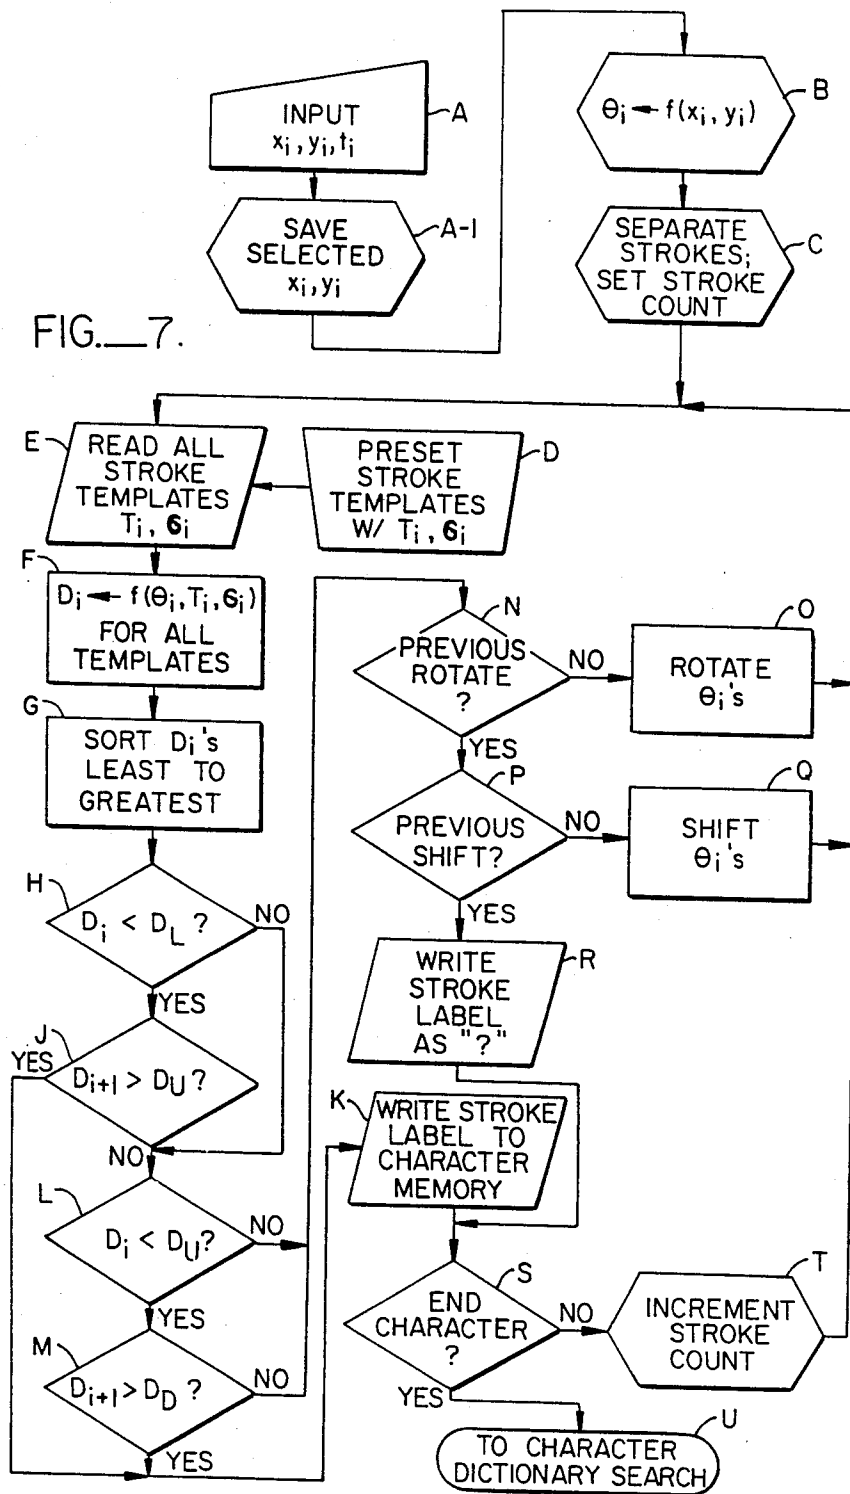 INPUT
xi, yi, ti
A
SAVE
SELECTED
xi, yi
A-1
θi ← f(xi, yi)
B
SEPARATE
STROKES;
SET STROKE
COUNT
C
FIG.__7.
E
READ ALL
STROKE
TEMPLATES
Ti, σi
PRESET
STROKE
TEMPLATES
W/ Ti, σi
D
F
Di ← f(θi, Ti, σi)
FOR ALL
TEMPLATES
G
SORT Di's
LEAST TO
GREATEST
H
Di < DL ?
NO
YES
J
YES
Di+1 > DU ?
NO
L
Di < DU?
NO
YES
M
Di+1 > DD ?
NO
YES
N
PREVIOUS
ROTATE
?
NO
YES
O
ROTATE
θi's
P
PREVIOUS
SHIFT?
NO
YES
Q
SHIFT
θi's
R
WRITE
STROKE
LABEL
AS "?"
K
WRITE STROKE
LABEL TO
CHARACTER
MEMORY
S
END
CHARACTER
?
NO
YES
T
INCREMENT
STROKE
COUNT
U
TO CHARACTER
DICTIONARY SEARCH